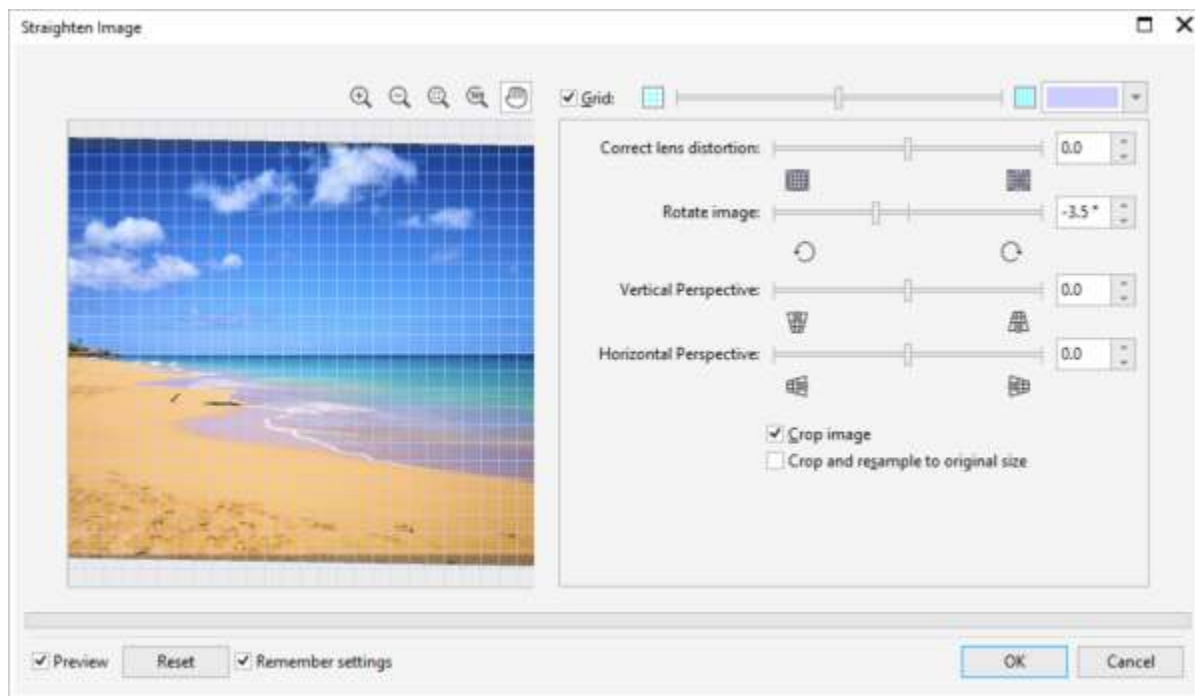 Straighten Image
Grid:
Correct lens distortion: 0.0
Rotate image: -3.5 °
Vertical Perspective: 0.0
Horizontal Perspective: 0.0
Crop image
Crop and resample to original size
Preview Reset Remember settings OK Cancel